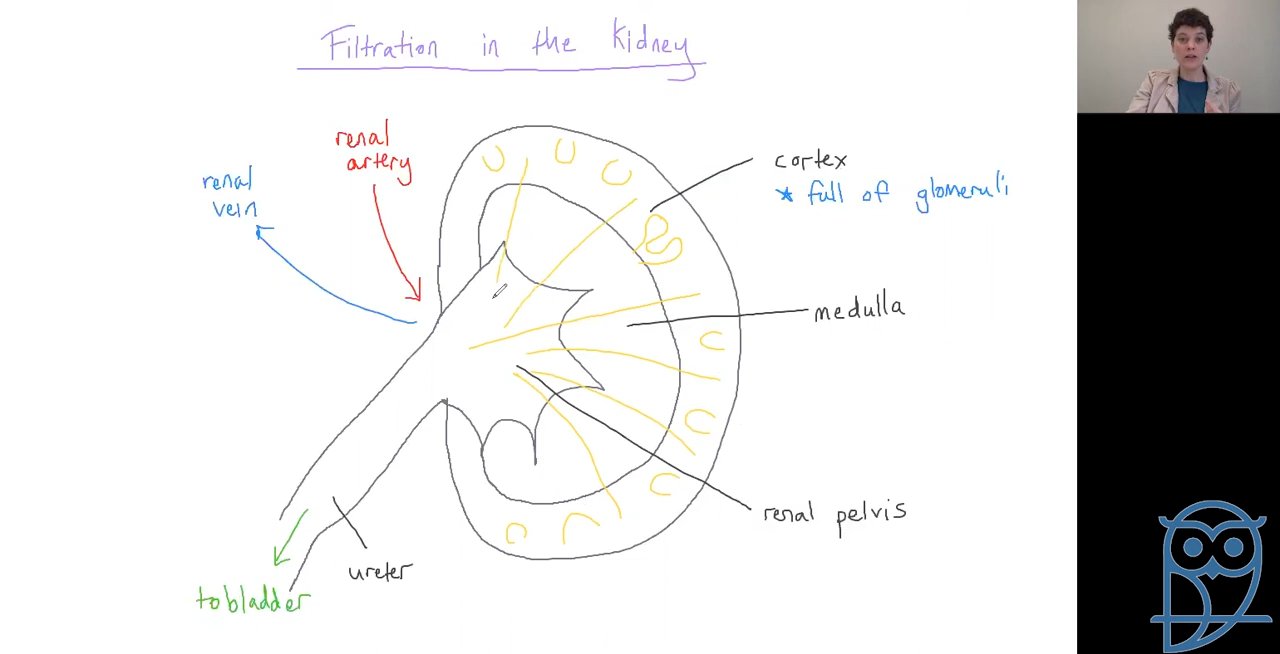 Filtration in the Kidney
renal
artery
renal
vein
cortex
* full of glomeruli
medulla
renal pelvis
ureter
to bladder